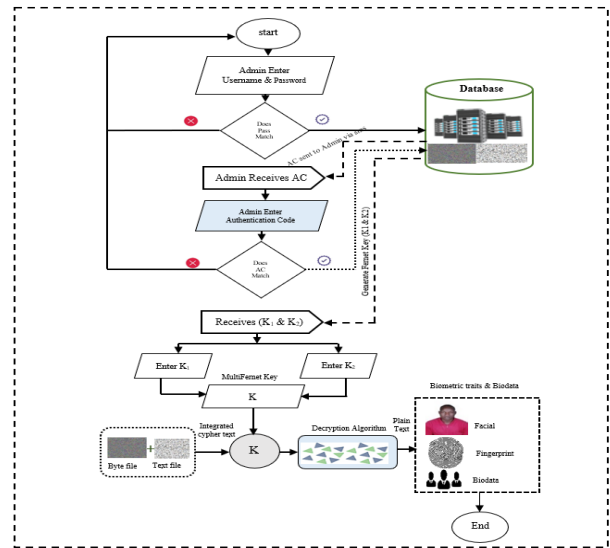 start
Admin Enter
Username & Password
Database
Does
Pass
Match
AC sent to Admin via
Admin Receives AC
Admin Enter
Authentication Code
Does
AC
Match
Generate Fernet Key (K1 & K2)
Receives (K1 & K2)
Enter K1
Enter K2
MultiFernet Key
K
Biometric traits & Biodata
Integrated
cypher text
Decryption Algorithm
Plain
Text
Facial
Byte file
+
Text file
K
Fingerprint
Biodata
End